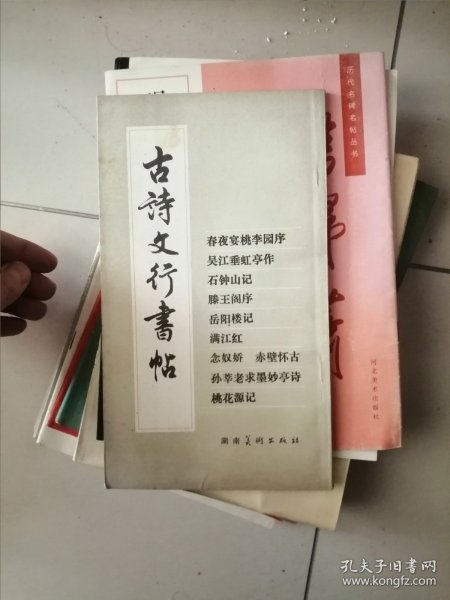 古詩文行書帖
春夜宴桃李园序
吴江垂虹亭作
石钟山记
滕王阁序
岳阳楼记
满江红
念奴娇 赤壁怀古
孙莘老求墨妙亭诗
桃花源记
湖南美术出版社
历代名碑名帖丛书
河北美术出版社
孔夫子旧书网
www.kongfz.com